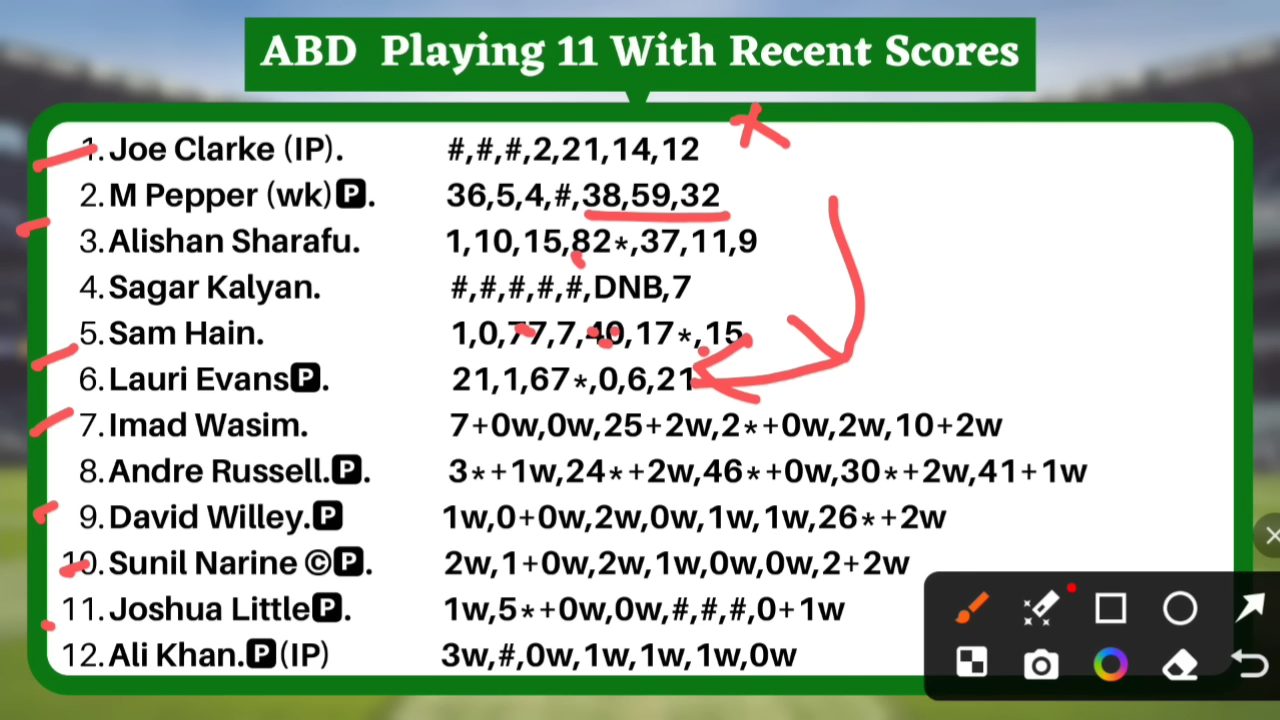 ABD Playing 11 With Recent Scores
1. Joe Clarke (IP). #,#,#,2,21,14,12
2. M Pepper (wk)🅿. 36,5,4,#,38,59,32
3. Alishan Sharafu. 1,10,15,82*,37,11,9
4. Sagar Kalyan. #,#,#,#,#,DNB,7
5. Sam Hain. 1,0,77,7,40,17*,15
6. Lauri Evans🅿. 21,1,67*,0,6,21
7. Imad Wasim. 7+0w,0w,25+2w,2*+0w,2w,10+2w
8. Andre Russell.🅿. 3*+1w,24*+2w,46*+0w,30*+2w,41+1w
9. David Willey.🅿 1w,0+0w,2w,0w,1w,1w,26*+2w
10. Sunil Narine ©🅿. 2w,1+0w,2w,1w,0w,0w,2+2w
11. Joshua Little🅿. 1w,5*+0w,0w,#,#,#,0+1w
12. Ali Khan.🅿(IP) 3w,#,0w,1w,1w,1w,0w